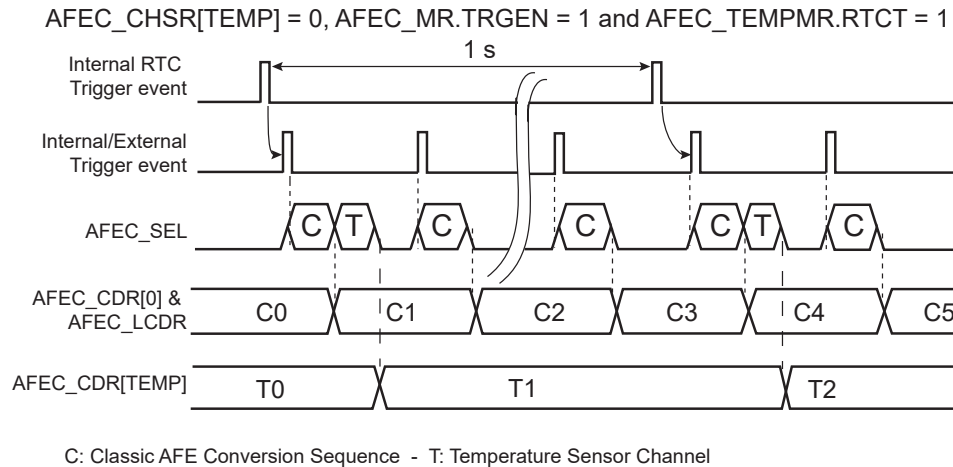 AFEC_CHSR[TEMP] = 0, AFEC_MR.TRGEN = 1 and AFEC_TEMPMR.RTCT = 1
1 s
Internal RTC
Trigger event
Internal/External
Trigger event
AFEC_SEL
C T C C C T C
AFEC_CDR[0] &
AFEC_LCDR
C0 C1 C2 C3 C4 C5
AFEC_CDR[TEMP]
T0 T1 T2
C: Classic AFE Conversion Sequence - T: Temperature Sensor Channel